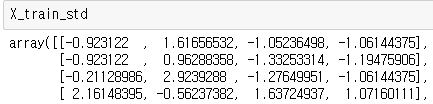 X_train_std
array([[-0.923122  ,  1.61656532, -1.05236498, -1.06144375],
[-0.923122  ,  0.96288358, -1.33253314, -1.19475906],
[-0.21128986,  2.9239288 , -1.27649951, -1.06144375],
[ 2.16148395, -0.56237382,  1.63724937,  1.07160111],